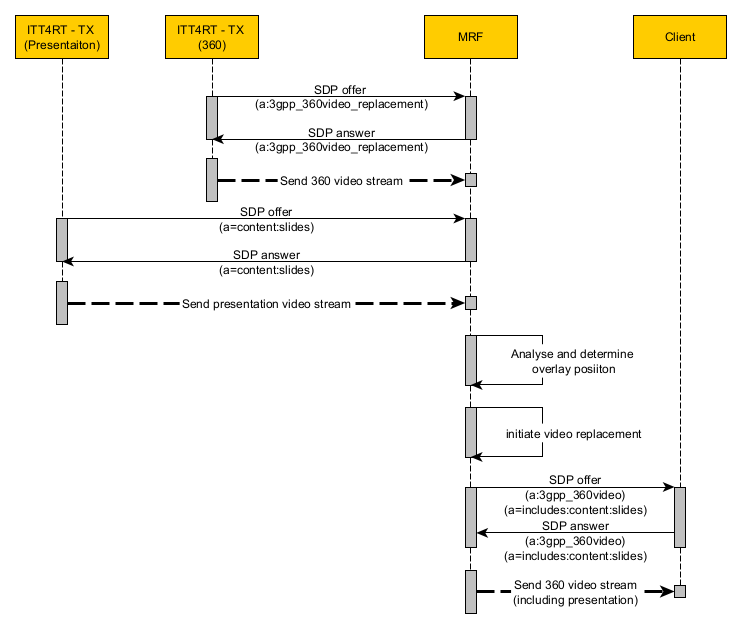 ITT4RT - TX
(Presentaiton)
ITT4RT - TX
(360)
MRF
Client
SDP offer
(a:3gpp_360video_replacement)
SDP answer
(a:3gpp_360video_replacement)
Send 360 video stream
SDP offer
(a=content:slides)
SDP answer
(a=content:slides)
Send presentation video stream
Analyse and determine
overlay posiiton
initiate video replacement
SDP offer
(a:3gpp_360video)
(a=includes:content:slides)
SDP answer
(a:3gpp_360video)
(a=includes:content:slides)
Send 360 video stream
(including presentation)